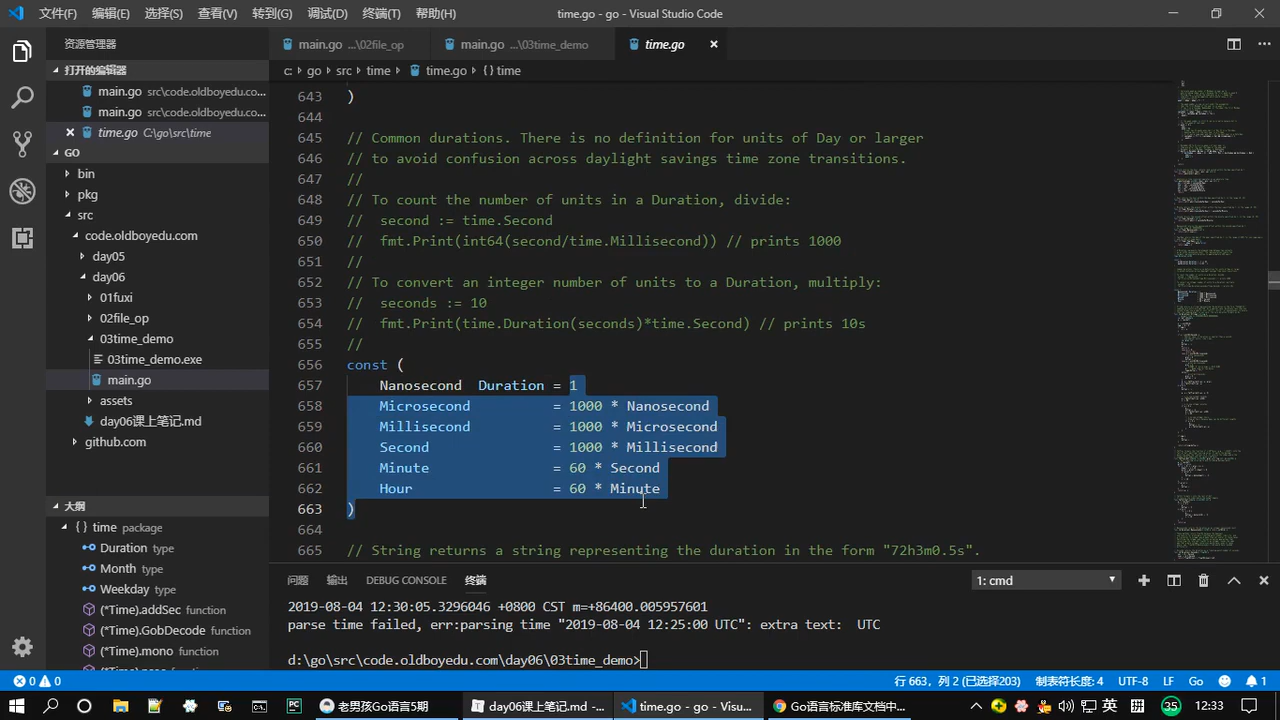 文件(F) 编辑(E) 选择(S) 查看(V) 转到(G) 调试(D) 终端(T) 帮助(H) time.go - go - Visual Studio Code
资源管理器
main.go ...\02file_op main.go ...\03time_demo time.go
c: go src time time.go {} time
打开的编辑器
main.go src\code.oldboyedu.co...
main.go src\code.oldboyedu.co...
time.go C:\go\src\time
GO
bin
pkg
src
code.oldboyedu.com
day05
day06
01fuxi
02file_op
03time_demo
03time_demo.exe
main.go
assets
day06课上笔记.md
github.com
大纲
{} time package
Duration type
Month type
Weekday type
(*Time).addSec function
(*Time).GobDecode function
(*Time).mono function
643 )
644
645 // Common durations. There is no definition for units of Day or larger
646 // to avoid confusion across daylight savings time zone transitions.
647 //
648 // To count the number of units in a Duration, divide:
649 // second := time.Second
650 // fmt.Print(int64(second/time.Millisecond)) // prints 1000
651 //
652 // To convert an integer number of units to a Duration, multiply:
653 // seconds := 10
654 // fmt.Print(time.Duration(seconds)*time.Second) // prints 10s
655 //
656 const (
657 Nanosecond Duration = 1
658 Microsecond = 1000 * Nanosecond
659 Millisecond = 1000 * Microsecond
660 Second = 1000 * Millisecond
661 Minute = 60 * Second
662 Hour = 60 * Minute
663 )
664
665 // String returns a string representing the duration in the form "72h3m0.5s".
问题 输出 DEBUG CONSOLE 终端 1: cmd
2019-08-04 12:30:05.3296046 +0800 CST m=+86400.005957601
parse time failed, err:parsing time "2019-08-04 12:25:00 UTC": extra text:  UTC
d:\go\src\code.oldboyedu.com\day06\03time_demo>
0 0 行 663，列 2 (已选择203) 制表符长度: 4 UTF-8 LF Go 1
老男孩Go语言5期 day06课上笔记.md -... time.go - go - Visu... Go语言标准库文档中... 英 拼 35 12:33